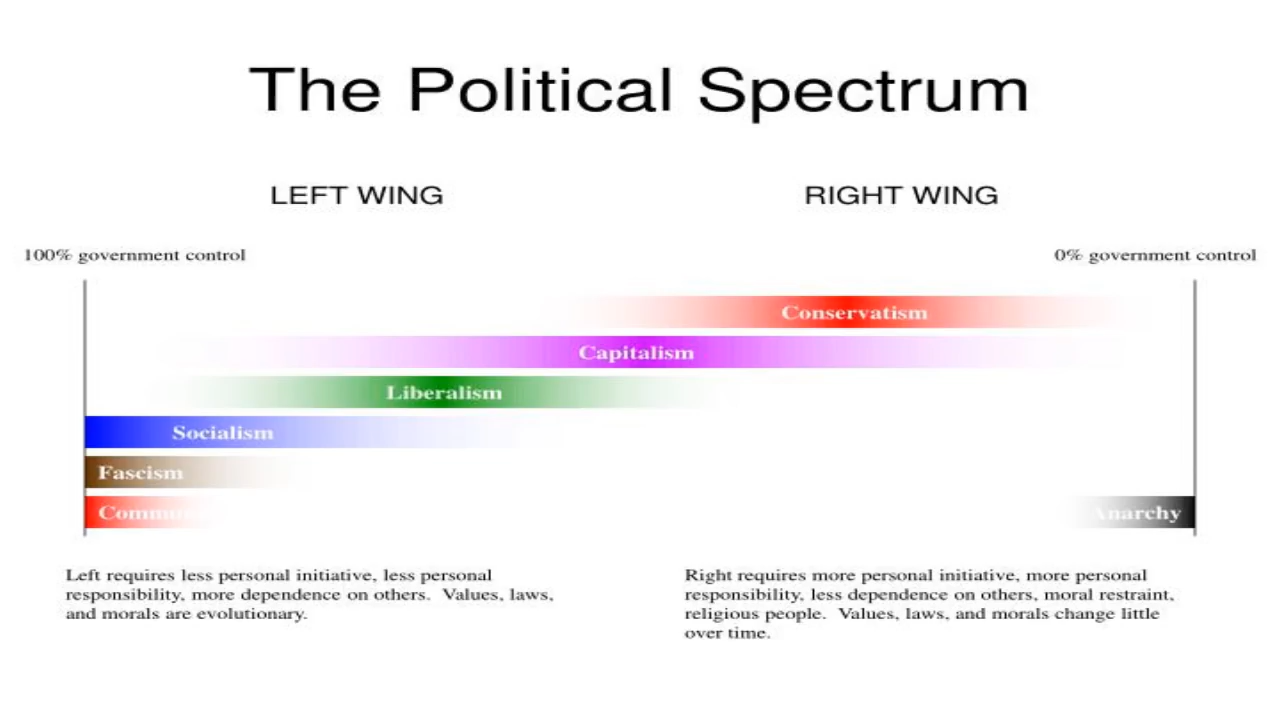 The Political Spectrum
LEFT WING
RIGHT WING
100% government control
0% government control
Conservatism
Capitalism
Liberalism
Socialism
Fascism
Anarchy
Left requires less personal initiative, less personal
responsibility, more dependence on others. Values, laws,
and morals are evolutionary.
Right requires more personal initiative, more personal
responsibility, less dependence on others, moral restraint,
religious people. Values, laws, and morals change little
over time.